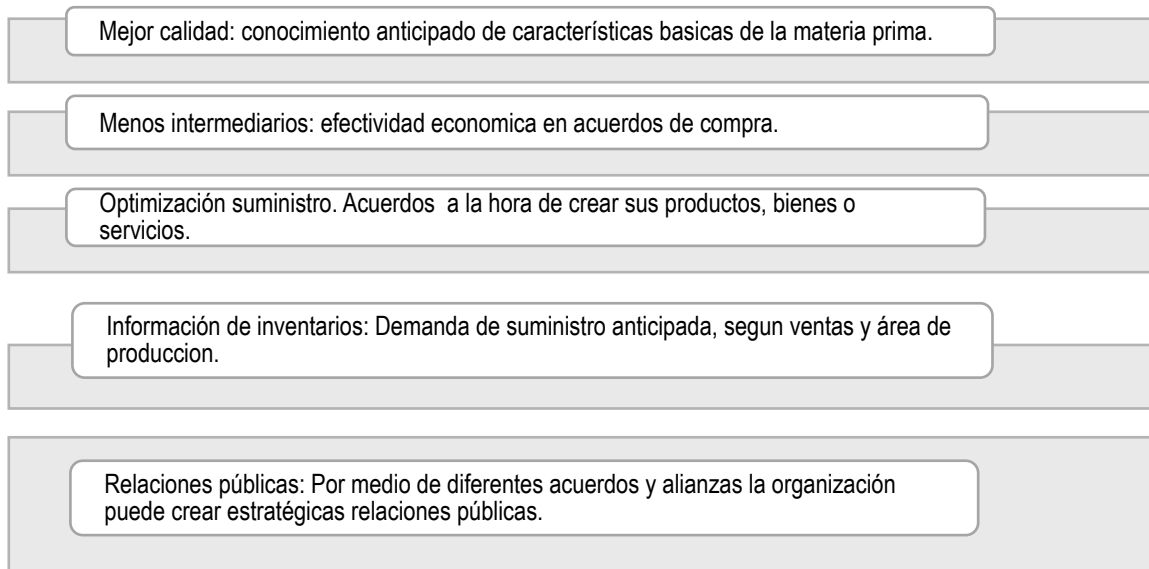 Mejor calidad: conocimiento anticipado de características basicas de la materia prima.
Menos intermediarios: efectividad economica en acuerdos de compra.
Optimización suministro. Acuerdos  a la hora de crear sus productos, bienes o
servicios.
Información de inventarios: Demanda de suministro anticipada, segun ventas y área de
produccion.
Relaciones públicas: Por medio de diferentes acuerdos y alianzas la organización
puede crear estratégicas relaciones públicas.